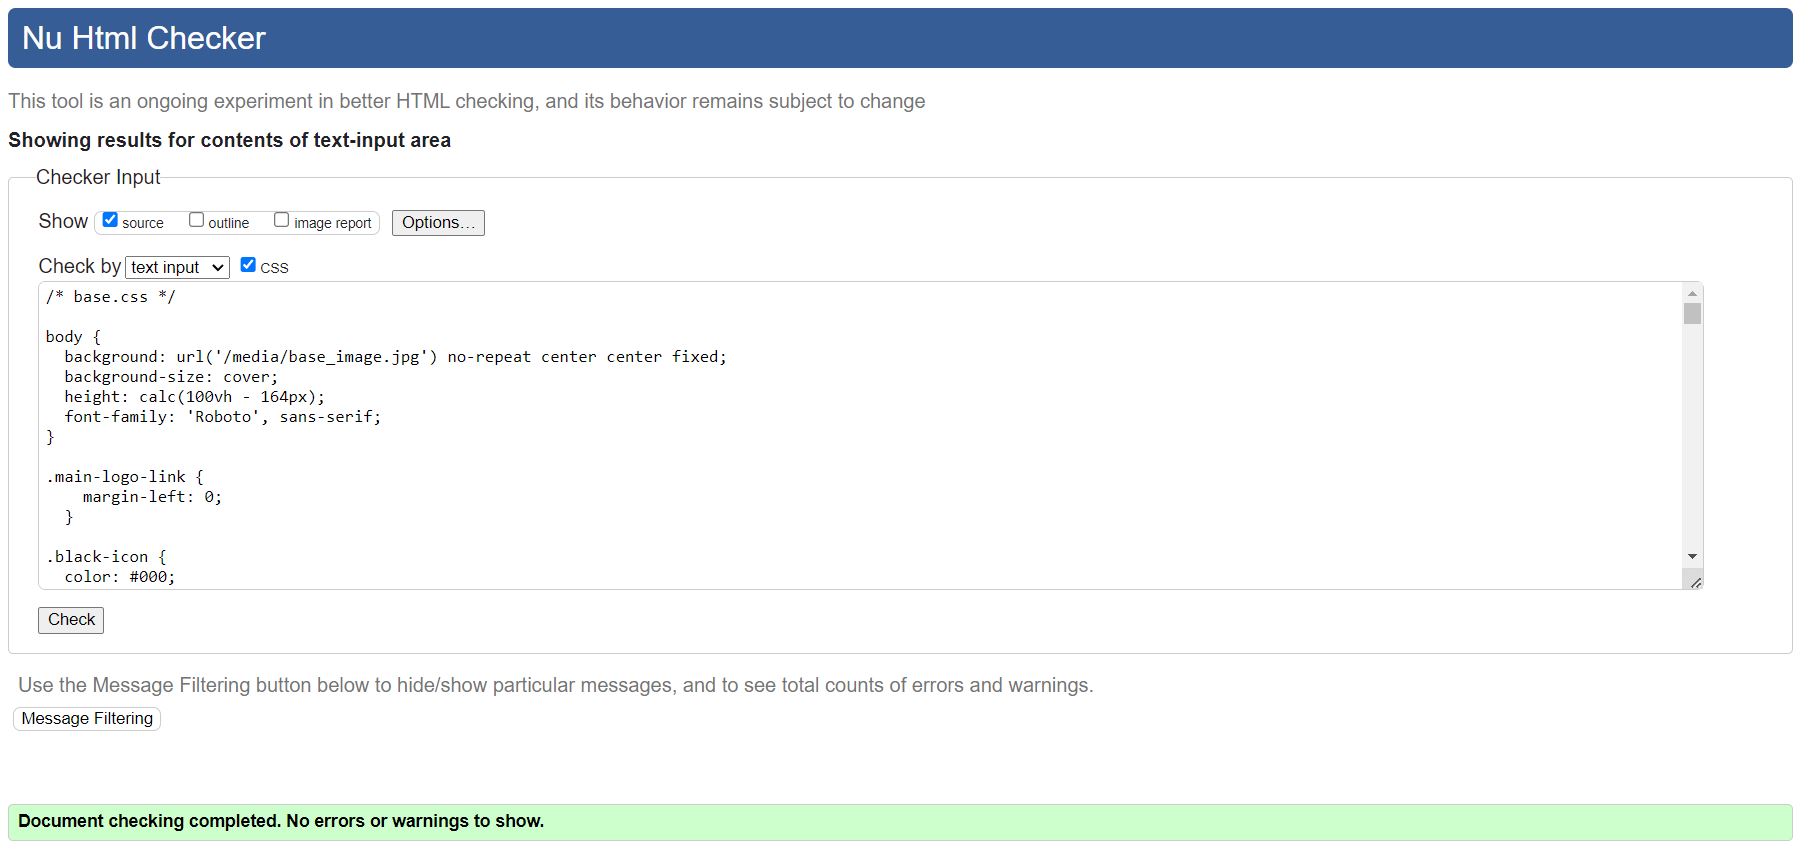 Nu Html Checker
This tool is an ongoing experiment in better HTML checking, and its behavior remains subject to change
Showing results for contents of text-input area
Checker Input
Show source outline image report Options...
Check by text input CSS
/* base.css */
body {
  background: url('/media/base_image.jpg') no-repeat center center fixed;
  background-size: cover;
  height: calc(100vh - 164px);
  font-family: 'Roboto', sans-serif;
}
.main-logo-link {
    margin-left: 0;
  }
.black-icon {
  color: #000;
Check
Use the Message Filtering button below to hide/show particular messages, and to see total counts of errors and warnings.
Message Filtering
Document checking completed. No errors or warnings to show.